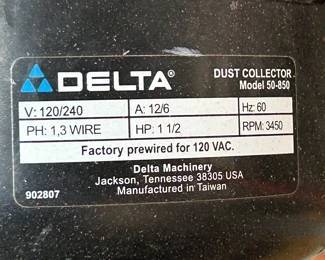 DELTA®
DUST COLLECTOR
Model 50-850
V: 120/240 A: 12/6 Hz: 60
PH: 1,3 WIRE HP: 1 1/2 RPM: 3450
Factory prewired for 120 VAC.
Delta Machinery
Jackson, Tennessee 38305 USA
902807 Manufactured in Taiwan